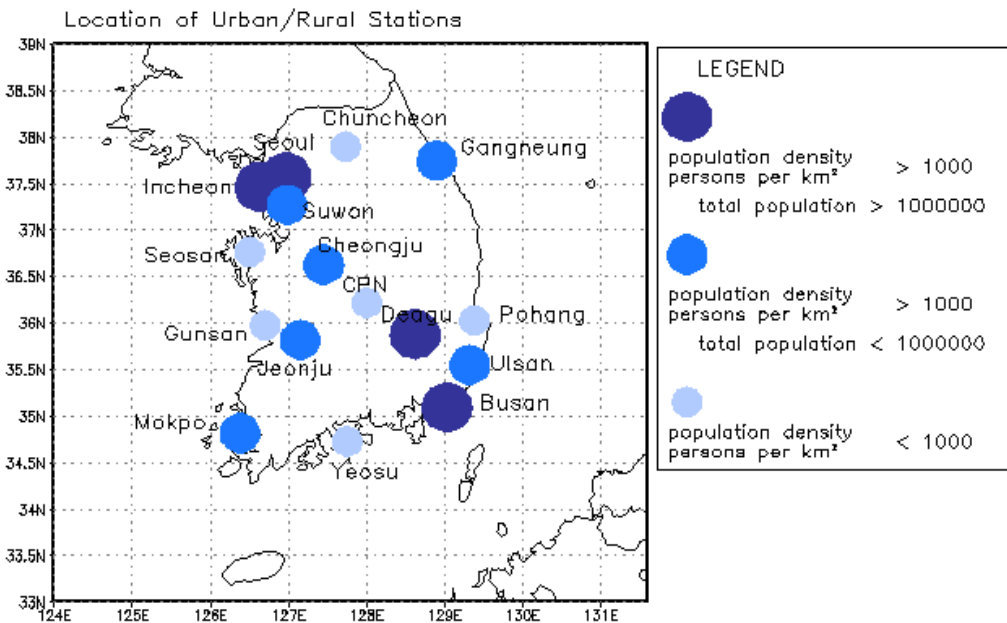 Location of Urban/Rural Stations
39N
38.5N
38N
37.5N
37N
36.5N
36N
35.5N
35N
34.5N
34N
33.5N
33N
124E
125E
126E
127E
128E
129E
130E
131E
Chuncheon
Seoul
Gangneung
Incheon
Suwon
Seosan
Cheongju
CPN
Deagu
Pohang
Gunsan
Jeonju
Ulsan
Busan
Mokpo
Yeosu
LEGEND
population density
persons per km² > 1000
total population > 1000000
population density
persons per km² > 1000
total population < 1000000
population density
persons per km² < 1000